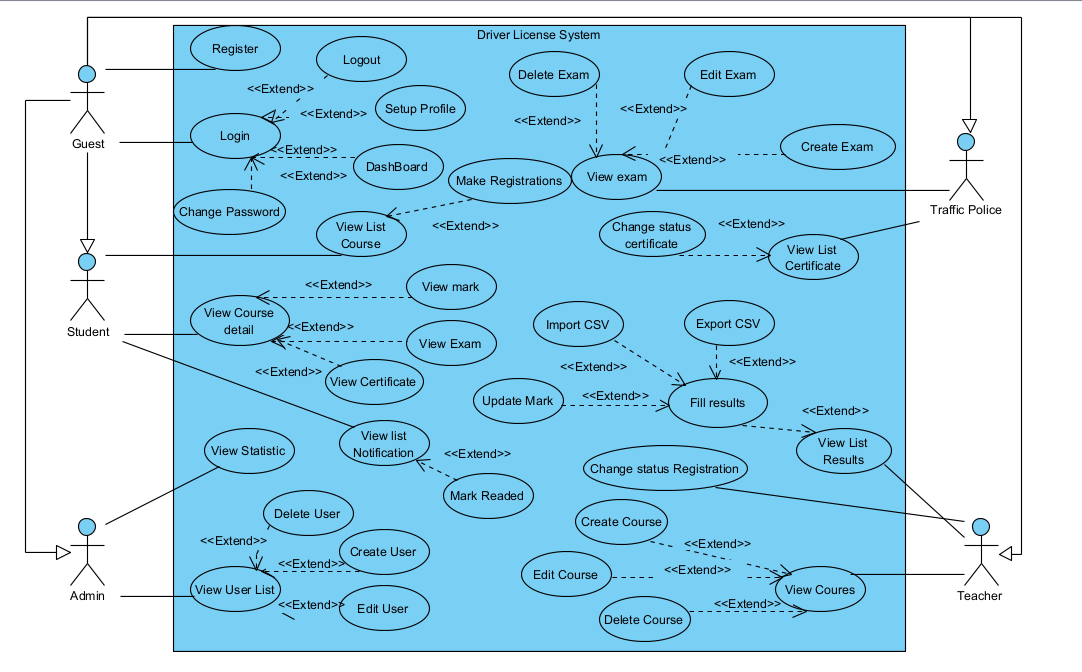 Driver License System
Register
Logout
Delete Exam
Edit Exam
<<Extend>>
Setup Profile
<<Extend>>
<<Extend>>
<<Extend>>
Guest
Login
<<Extend>>
DashBoard
<<Extend>>
Create Exam
<<Extend>>
Make Registrations
View exam
Change Password
Traffic Police
View List
Course
<<Extend>>
Change status
certificate
<<Extend>>
View List
Certificate
Student
View mark
<<Extend>>
View Course
detail
<<Extend>>
View Exam
<<Extend>>
View Certificate
Import CSV
Export CSV
<<Extend>>
<<Extend>>
Update Mark
<<Extend>>
Fill results
<<Extend>>
View List
Results
View Statistic
View list
Notification
<<Extend>>
Mark Readed
Change status Registration
Delete User
<<Extend>>
Create User
<<Extend>>
Admin
View User List
<<Extend>>
Edit User
Create Course
<<Extend>>
Edit Course
<<Extend>>
View Coures
<<Extend>>
Delete Course
Teacher